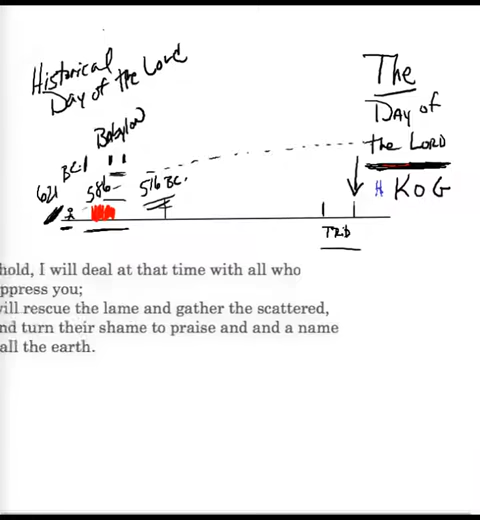 Historical
Day of the Lord
Babylon
The
Day of
the Lord
621
586
516 BC.
H KOG
TRIB
hold, I will deal at that time with all who
ppress you;
vill rescue the lame and gather the scattered,
nd turn their shame to praise and and a name
all the earth.